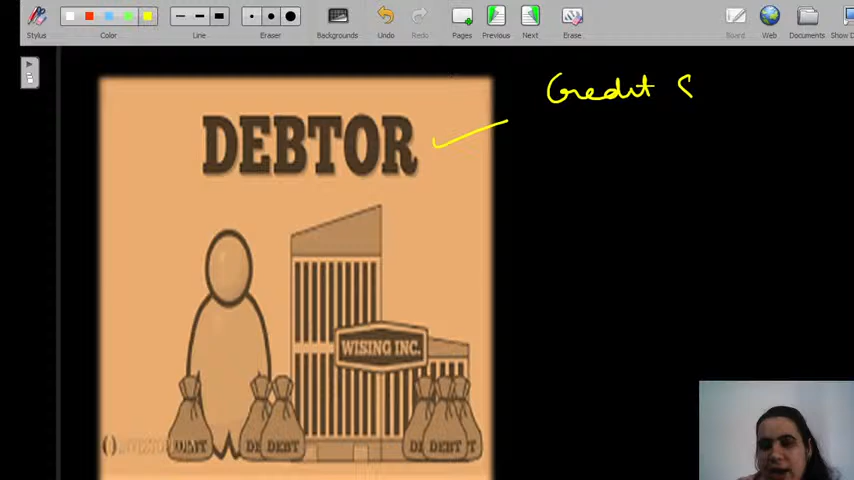 Stylus
Color
Line
Eraser
Backgrounds
Undo
Redo
Pages
Previous
Next
Erase
Board
Web
Documents
Show D
Credit S
DEBTOR
WISING INC.
DEBT
DEBT